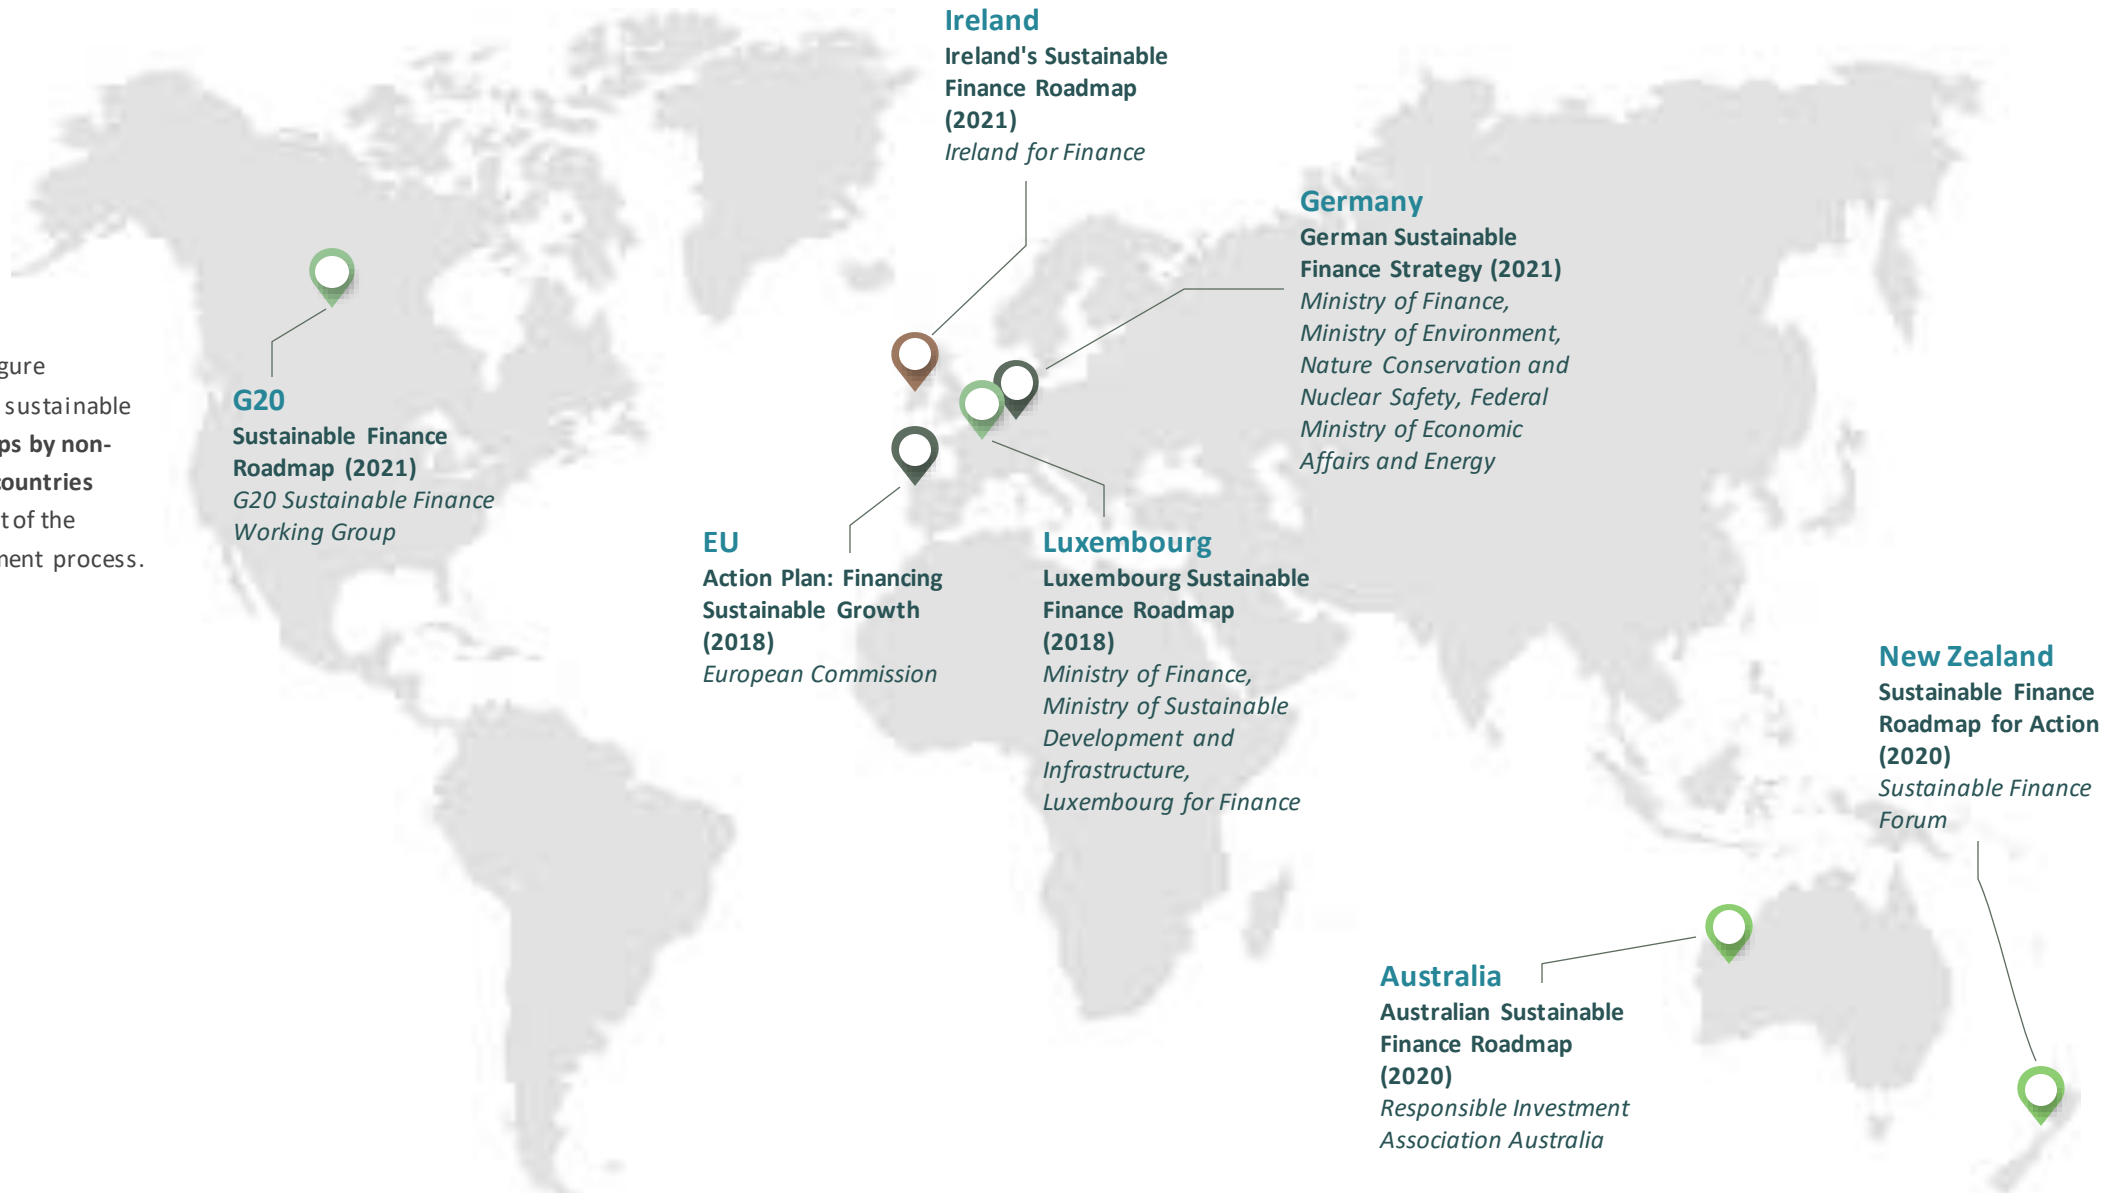 gure
sustainable
ps by non-
countries
t of the
ment process.
G20
Sustainable Finance
Roadmap (2021)
G20 Sustainable Finance
Working Group
Ireland
Ireland's Sustainable
Finance Roadmap
(2021)
Ireland for Finance
Germany
German Sustainable
Finance Strategy (2021)
Ministry of Finance,
Ministry of Environment,
Nature Conservation and
Nuclear Safety, Federal
Ministry of Economic
Affairs and Energy
EU
Action Plan: Financing
Sustainable Growth
(2018)
European Commission
Luxembourg
Luxembourg Sustainable
Finance Roadmap
(2018)
Ministry of Finance,
Ministry of Sustainable
Development and
Infrastructure,
Luxembourg for Finance
New Zealand
Sustainable Finance
Roadmap for Action
(2020)
Sustainable Finance
Forum
Australia
Australian Sustainable
Finance Roadmap
(2020)
Responsible Investment
Association Australia